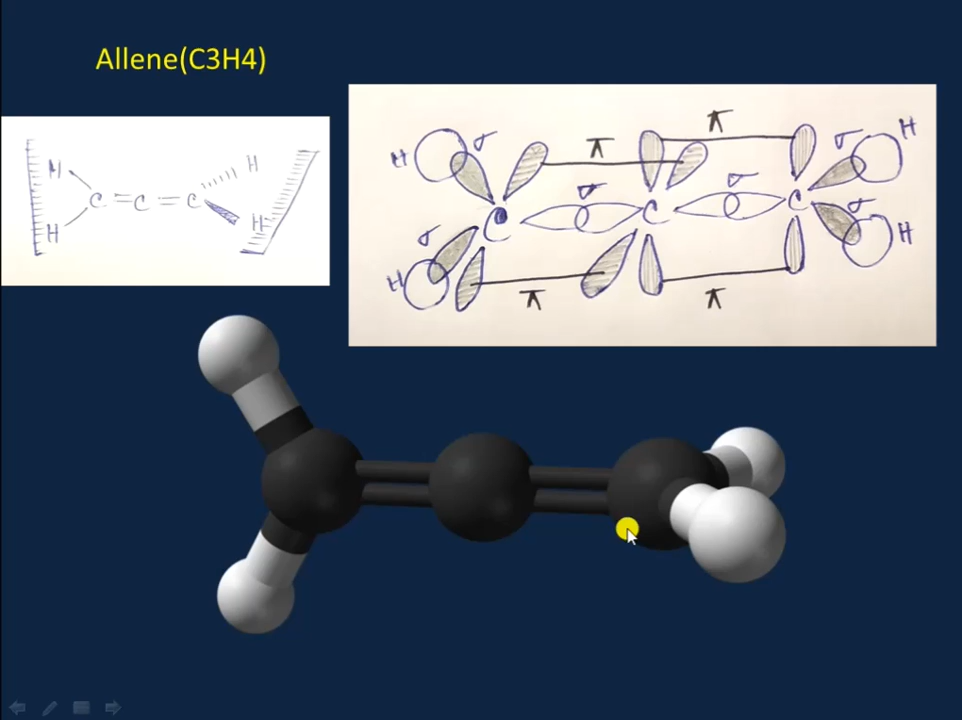 Allene(C3H4)
H H
C = C = C
H H
π
H σ π σ H
σ σ
C C C
σ σ H
H π π